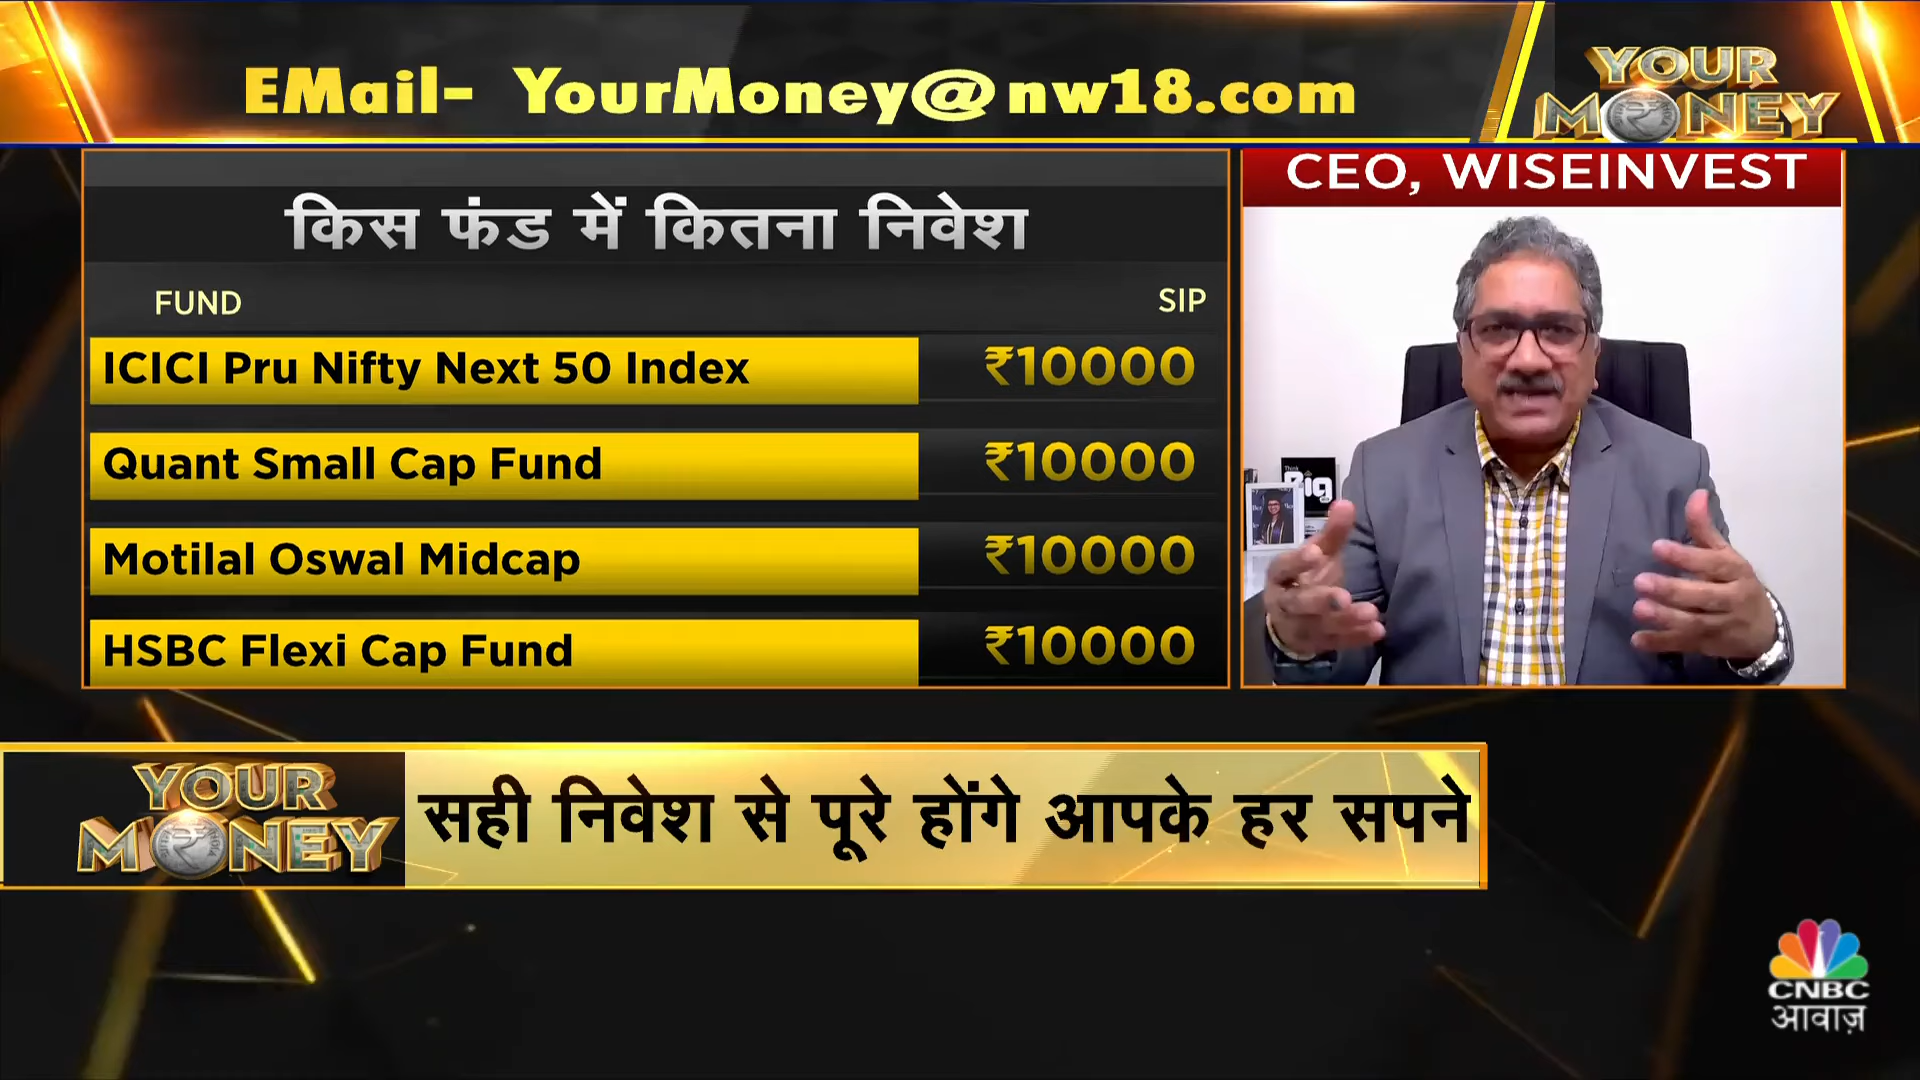 EMail- YourMoney@nw18.com
YOUR
MONEY
किस फंड में कितना निवेश
FUND SIP
ICICI Pru Nifty Next 50 Index ₹10000
Quant Small Cap Fund ₹10000
Motilal Oswal Midcap ₹10000
HSBC Flexi Cap Fund ₹10000
CEO, WISEINVEST
Think
Big
YOUR
MONEY
सही निवेश से पूरे होंगे आपके हर सपने
CNBC
आवाज़